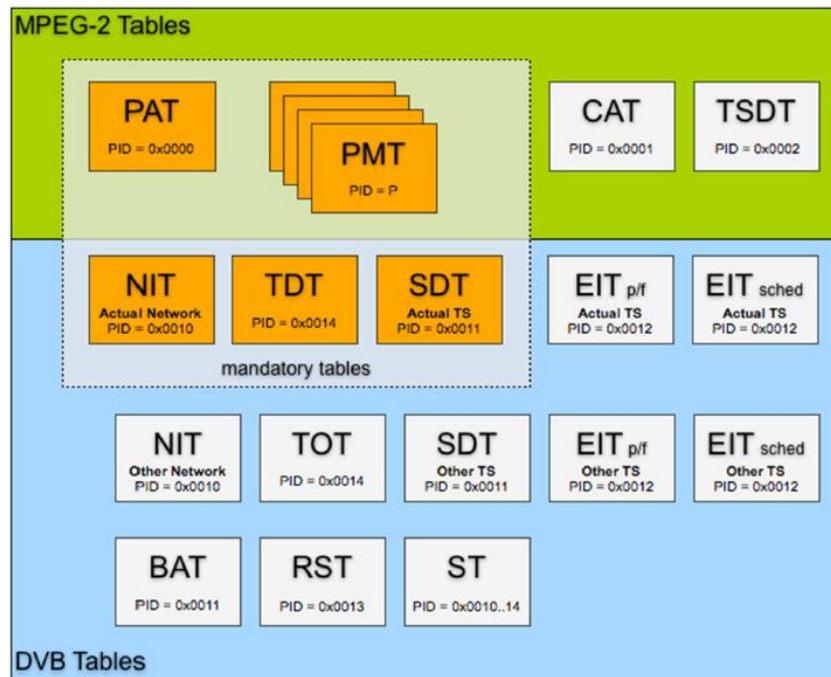 MPEG-2 Tables
PAT
PID = 0x0000
PMT
PID = P
CAT
PID = 0x0001
TSDT
PID = 0x0002
NIT
Actual Network
PID = 0x0010
TDT
PID = 0x0014
SDT
Actual TS
PID = 0x0011
EIT p/f
Actual TS
PID = 0x0012
EIT sched
Actual TS
PID = 0x0012
mandatory tables
NIT
Other Network
PID = 0x0010
TOT
PID = 0x0014
SDT
Other TS
PID = 0x0011
EIT p/f
Other TS
PID = 0x0012
EIT sched
Other TS
PID = 0x0012
BAT
PID = 0x0011
RST
PID = 0x0013
ST
PID = 0x0010..14
DVB Tables